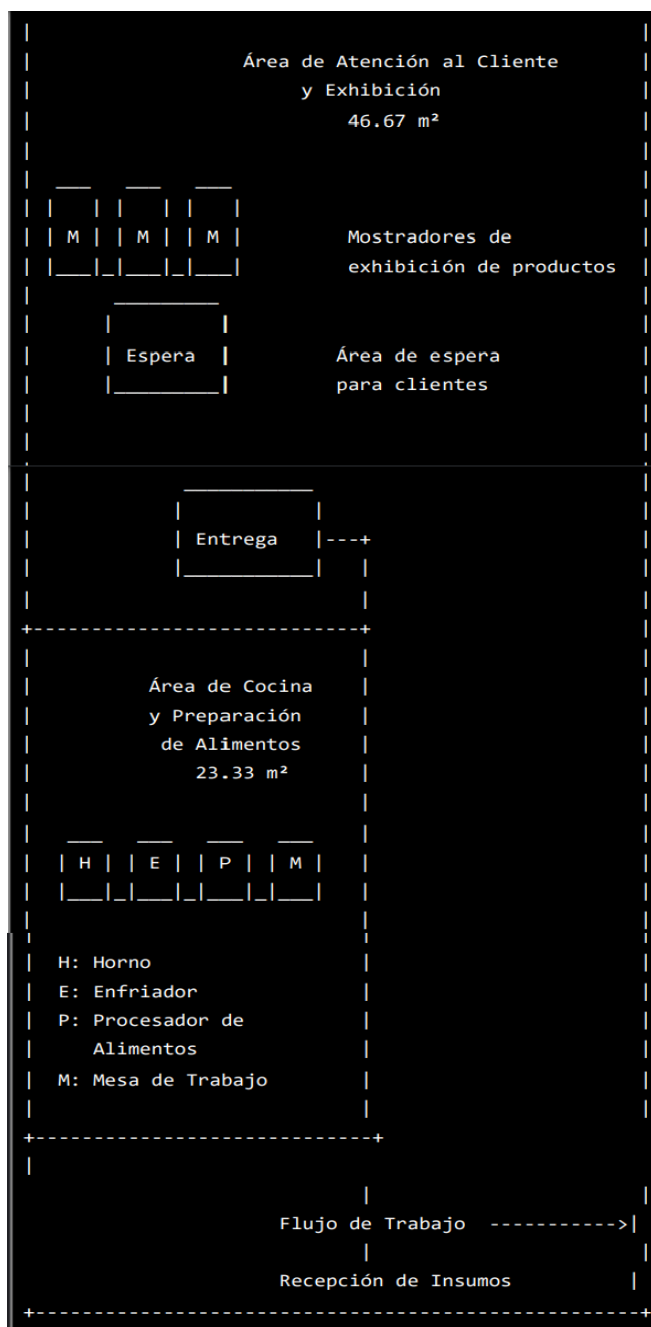 Área de Atención al Cliente
y Exhibición
46.67 m²
M M M Mostradores de
exhibición de productos
Espera Área de espera
para clientes
Entrega
Área de Cocina
y Preparación
de Alimentos
23.33 m²
H E P M
H: Horno
E: Enfriador
P: Procesador de
Alimentos
M: Mesa de Trabajo
Flujo de Trabajo
Recepción de Insumos